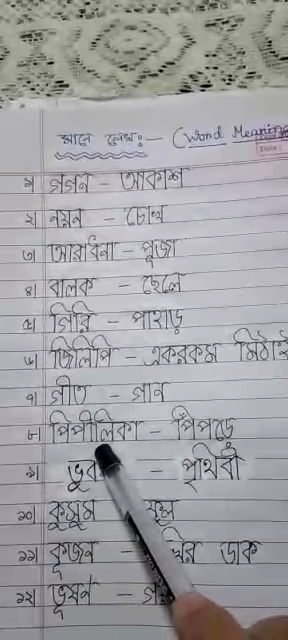 মানে লেখ:- (Word Meaning
১। গগন - আকাশ
২। নয়ন - চোখ
৩। আরাধনা - পূজা
৪। বালক - ছেলে
৫। গিরি - পাহাড়
৬। জিলিপি - একরকম মিঠাই
৭। গীত - গান
৮। পিপীলিকা - পিঁপড়ে
৯। - পৃথিবী
১০। কুসুম
১১। কূজন - ডাক
১২। ভূষন -